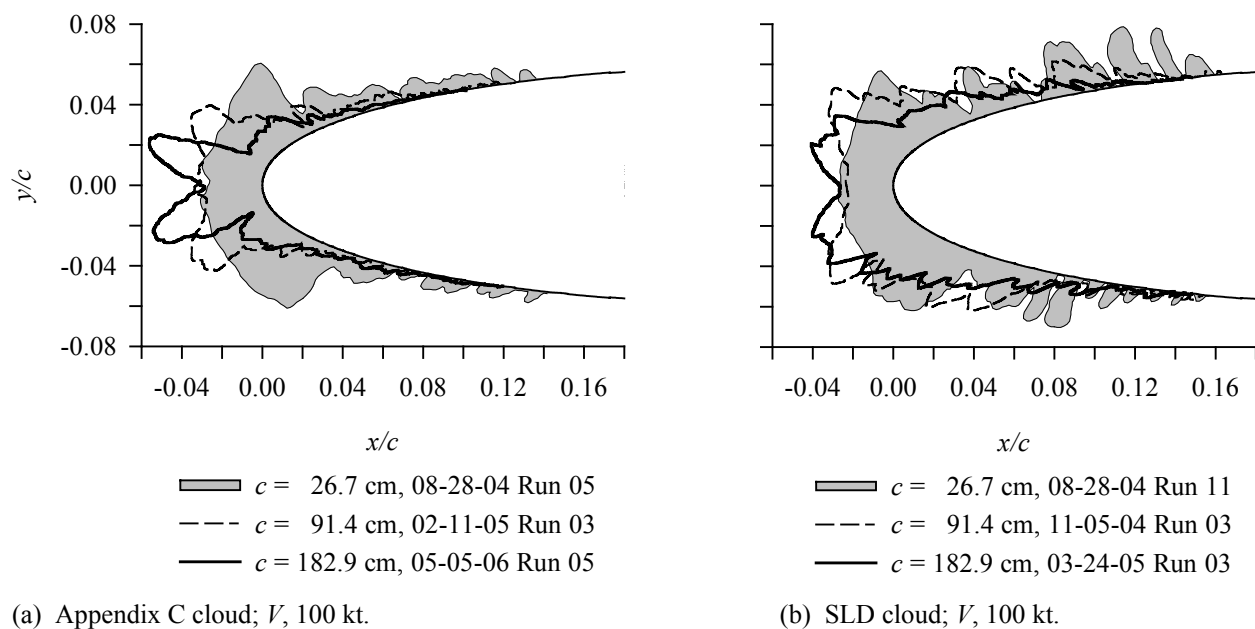 0.08
0.04
0.00
-0.04
-0.08
y/c
-0.04 0.00 0.04 0.08 0.12 0.16
x/c
c = 26.7 cm, 08-28-04 Run 05
c = 91.4 cm, 02-11-05 Run 03
c = 182.9 cm, 05-05-06 Run 05
(a) Appendix C cloud; V, 100 kt.
-0.04 0.00 0.04 0.08 0.12 0.16
x/c
c = 26.7 cm, 08-28-04 Run 11
c = 91.4 cm, 11-05-04 Run 03
c = 182.9 cm, 03-24-05 Run 03
(b) SLD cloud; V, 100 kt.